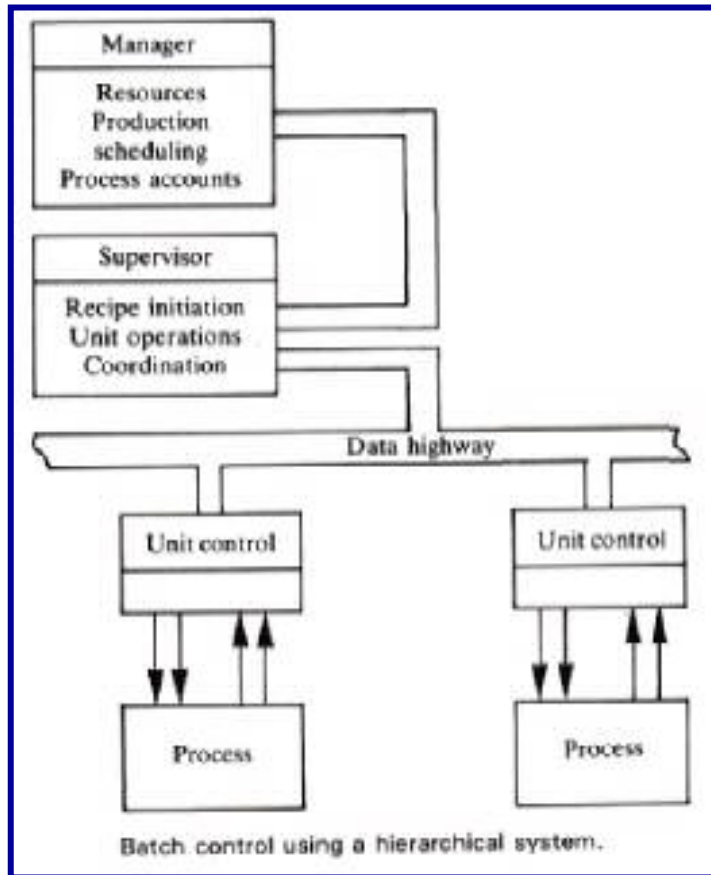 Manager
Resources
Production
scheduling
Process accounts
Supervisor
Recipe initiation
Unit operations
Coordination
Data highway
Unit control
Unit control
Process
Process
Batch control using a hierarchical system.